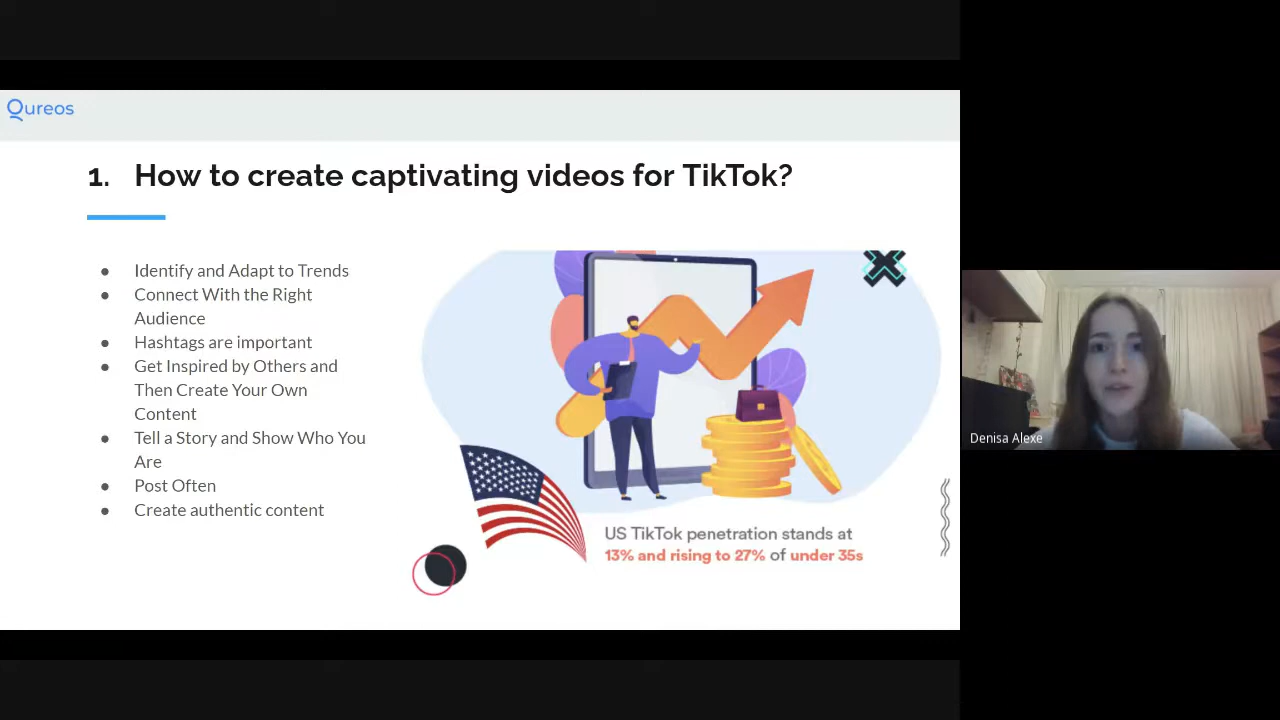 Qureos
1. How to create captivating videos for TikTok?
● Identify and Adapt to Trends
● Connect With the Right
Audience
● Hashtags are important
● Get Inspired by Others and
Then Create Your Own
Content
● Tell a Story and Show Who You
Are
● Post Often
● Create authentic content
US TikTok penetration stands at
13% and rising to 27% of under 35s
Denisa Alexe